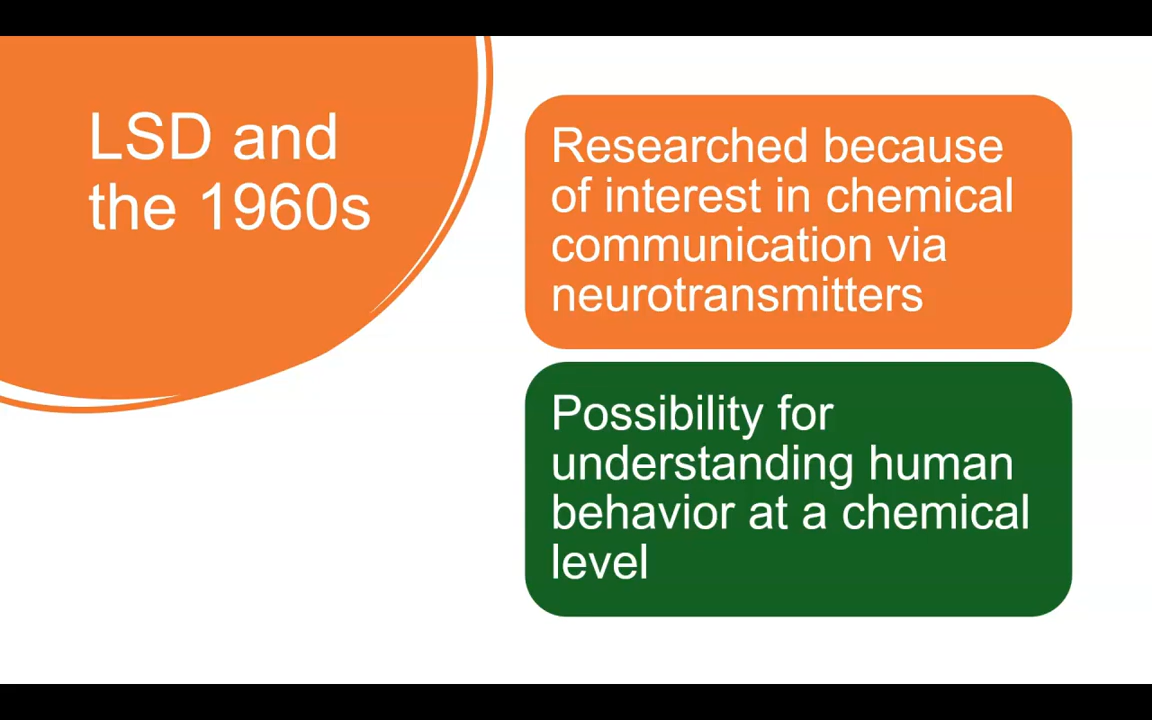 LSD and
the 1960s
Researched because
of interest in chemical
communication via
neurotransmitters
Possibility for
understanding human
behavior at a chemical
level